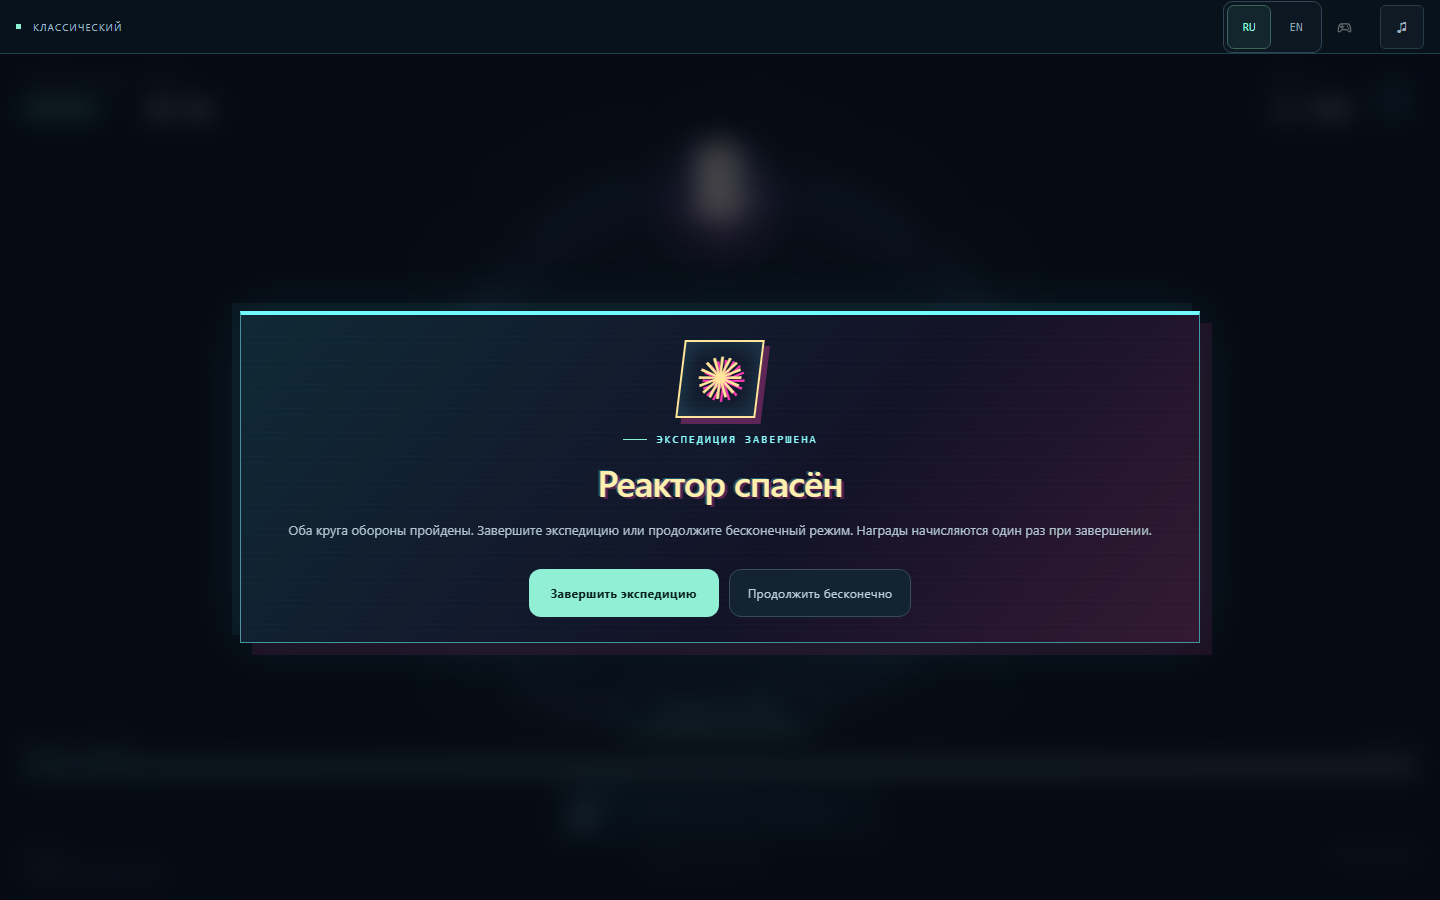 КЛАССИЧЕСКИЙ
RU
EN
ЭКСПЕДИЦИЯ ЗАВЕРШЕНА
Реактор спасён
Оба круга обороны пройдены. Завершите экспедицию или продолжите бесконечный режим. Награды начисляются один раз при завершении.
Завершить экспедицию
Продолжить бесконечно